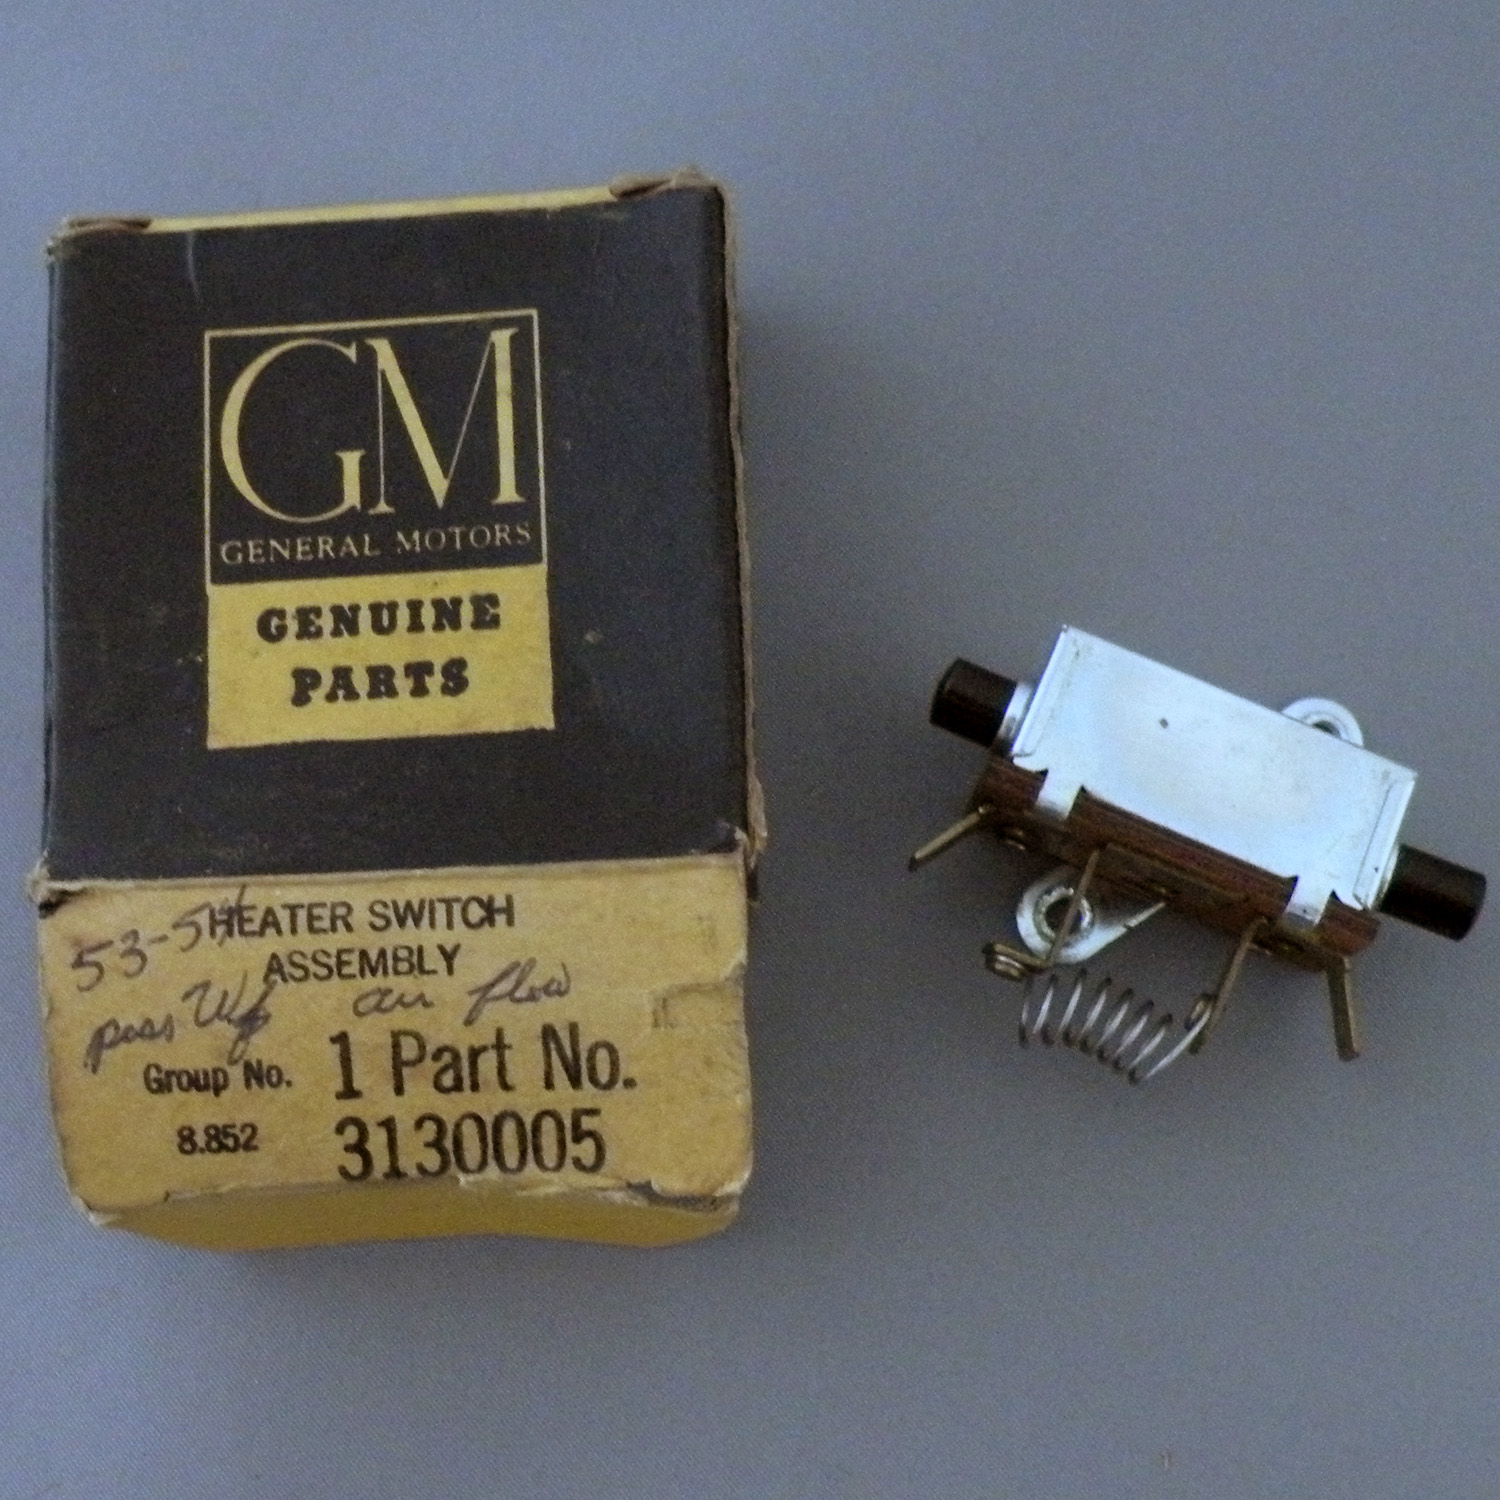 GM
GENERAL MOTORS
GENUINE
PARTS
HEATER SWITCH
53-54
ASSEMBLY
pass air flow
1 Part No.
Group No.
8.852
3130005